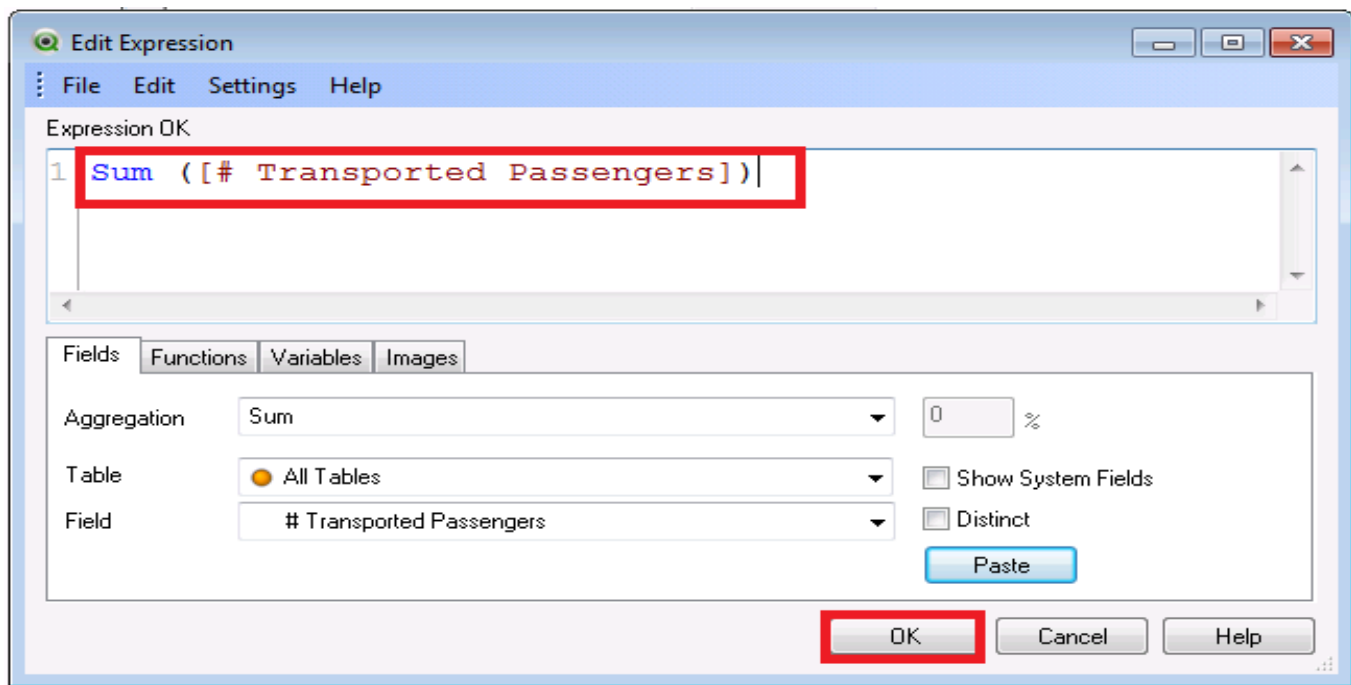 Edit Expression
File Edit Settings Help
Expression OK
1 Sum ([# Transported Passengers])
Fields Functions Variables Images
Aggregation Sum 0 %
Table All Tables Show System Fields
Field # Transported Passengers Distinct
Paste
OK Cancel Help